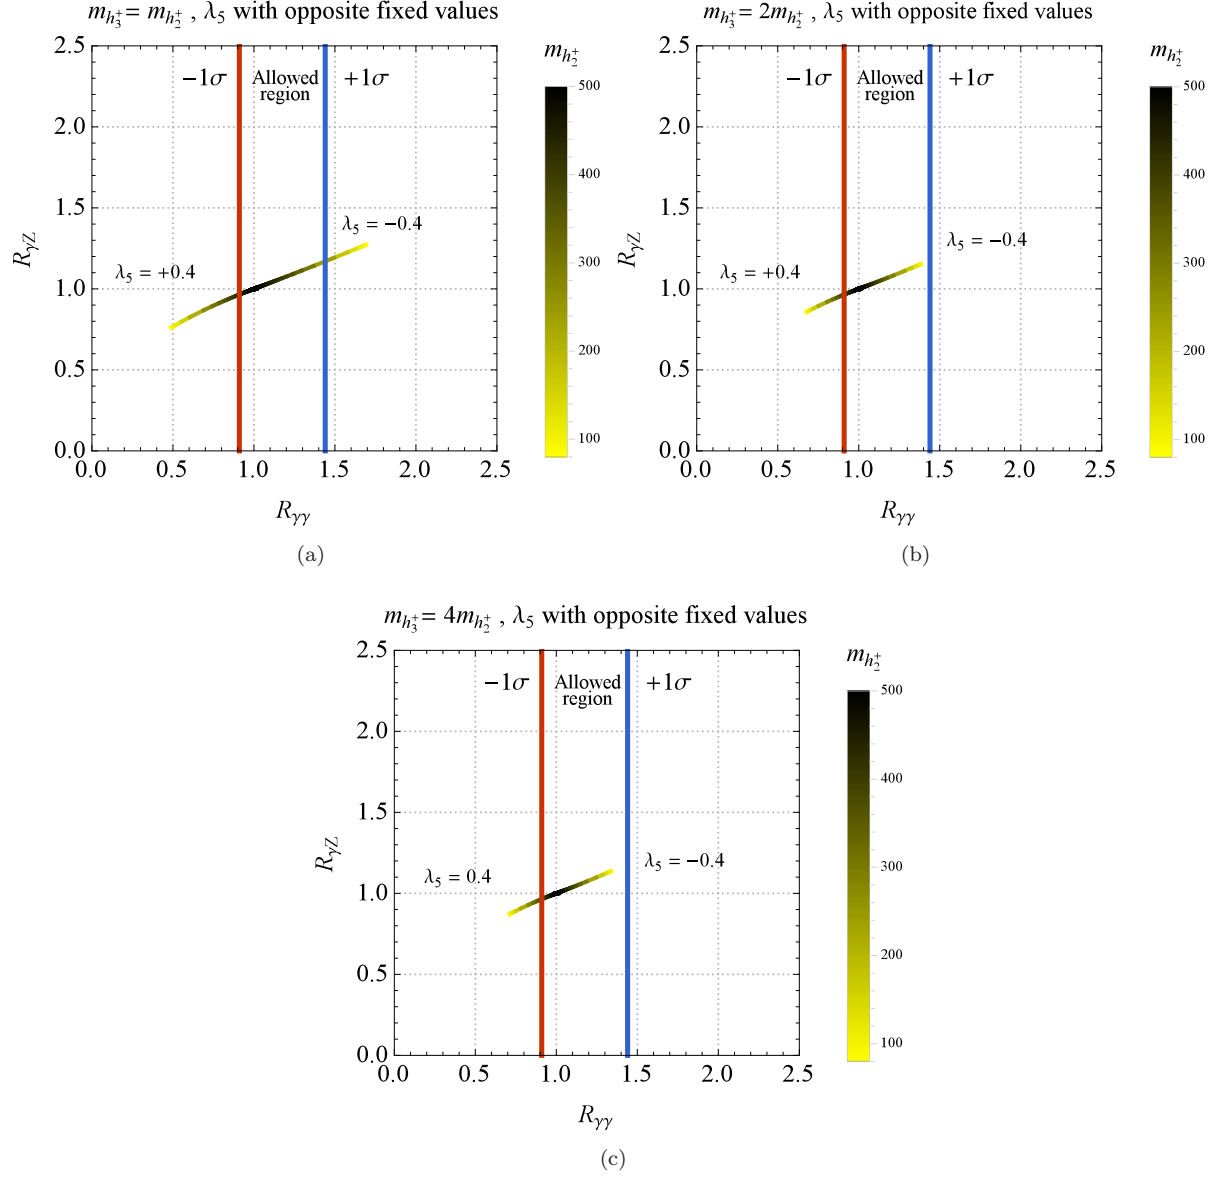 m_{h_3^+} = m_{h_2^+} , λ_5 with opposite fixed values
2.5
2.0
1.5
1.0
0.5
0.0
R_{γZ}
−1σ
Allowed
region
+1σ
λ_5 = −0.4
λ_5 = +0.4
0.0 0.5 1.0 1.5 2.0 2.5
R_{γγ}
m_{h_2^+}
500
400
300
200
100
(a)
m_{h_3^+} = 2m_{h_2^+} , λ_5 with opposite fixed values
2.5
2.0
1.5
1.0
0.5
0.0
R_{γZ}
−1σ
Allowed
region
+1σ
λ_5 = −0.4
λ_5 = +0.4
0.0 0.5 1.0 1.5 2.0 2.5
R_{γγ}
m_{h_2^+}
500
400
300
200
100
(b)
m_{h_3^+} = 4m_{h_2^+} , λ_5 with opposite fixed values
2.5
2.0
1.5
1.0
0.5
0.0
R_{γZ}
−1σ
Allowed
region
+1σ
λ_5 = −0.4
λ_5 = 0.4
0.0 0.5 1.0 1.5 2.0 2.5
R_{γγ}
m_{h_2^+}
500
400
300
200
100
(c)